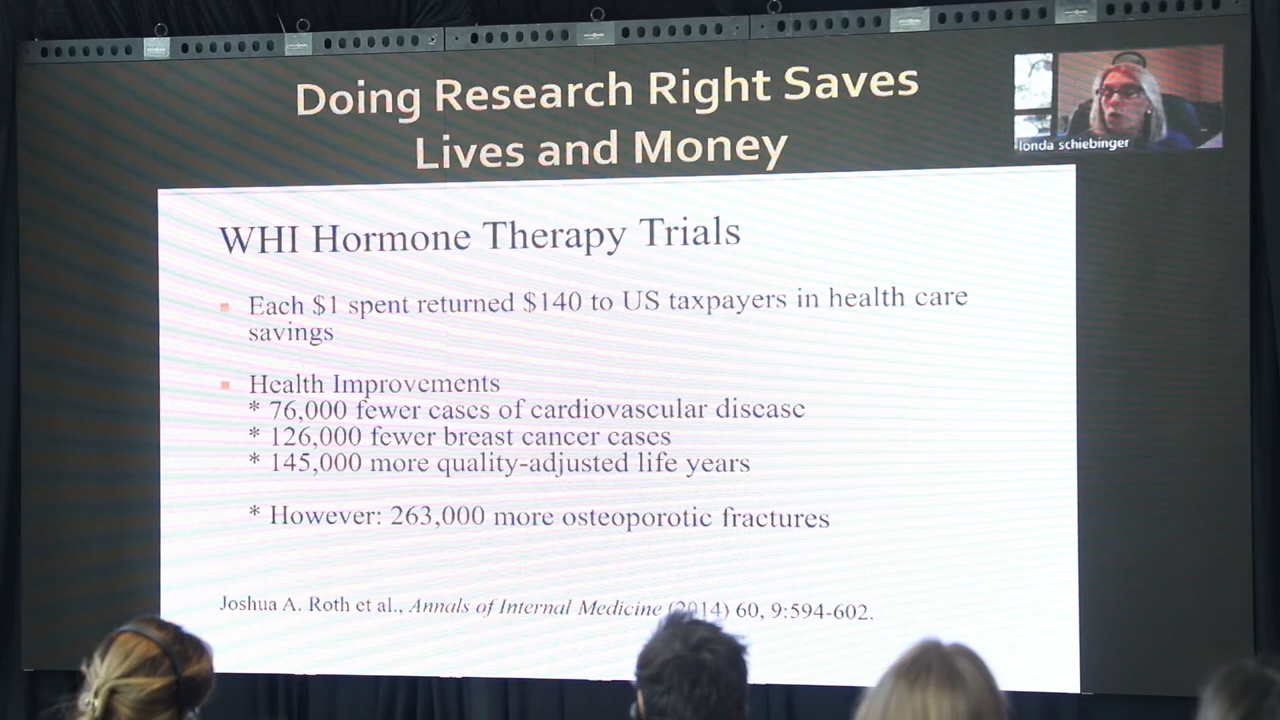 Doing Research Right Saves
Lives and Money
londa schiebinger
WHI Hormone Therapy Trials
Each $1 spent returned $140 to US taxpayers in health care
savings
Health Improvements
* 76,000 fewer cases of cardiovascular disease
* 126,000 fewer breast cancer cases
* 145,000 more quality-adjusted life years
* However: 263,000 more osteoporotic fractures
Joshua A. Roth et al., Annals of Internal Medicine (2014) 60, 9:594-602.